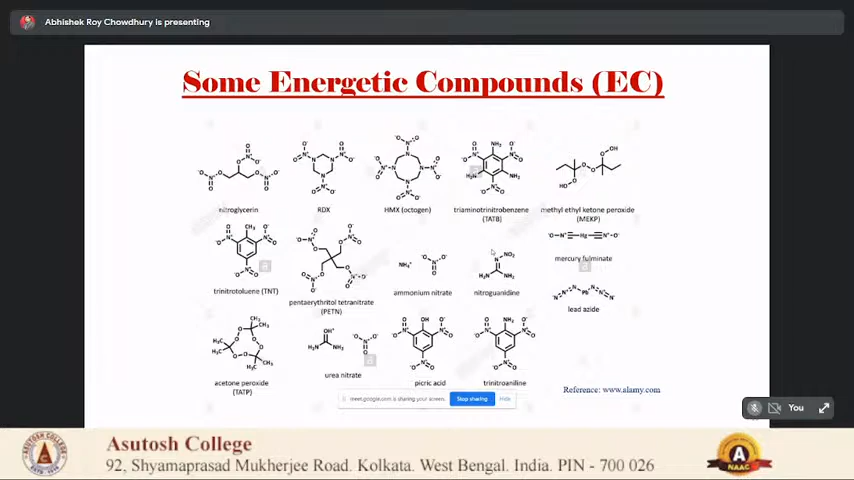 Abhishek Roy Chowdhury is presenting
Some Energetic Compounds (EC)
nitroglycerin
RDX
HMX (octogen)
triaminotrinitrobenzene
(TATB)
methyl ethyl ketone peroxide
(MEKP)
trinitrotoluene (TNT)
pentaerythritol tetranitrate
(PETN)
ammonium nitrate
nitroguanidine
mercury fulminate
lead azide
acetone peroxide
(TATP)
urea nitrate
picric acid
trinitroaniline
Reference: www.alamy.com
meet.google.com is sharing your screen.
Stop sharing
Hide
You
Asutosh College
92, Shyamaprasad Mukherjee Road. Kolkata. West Bengal. India. PIN - 700 026
NAAC